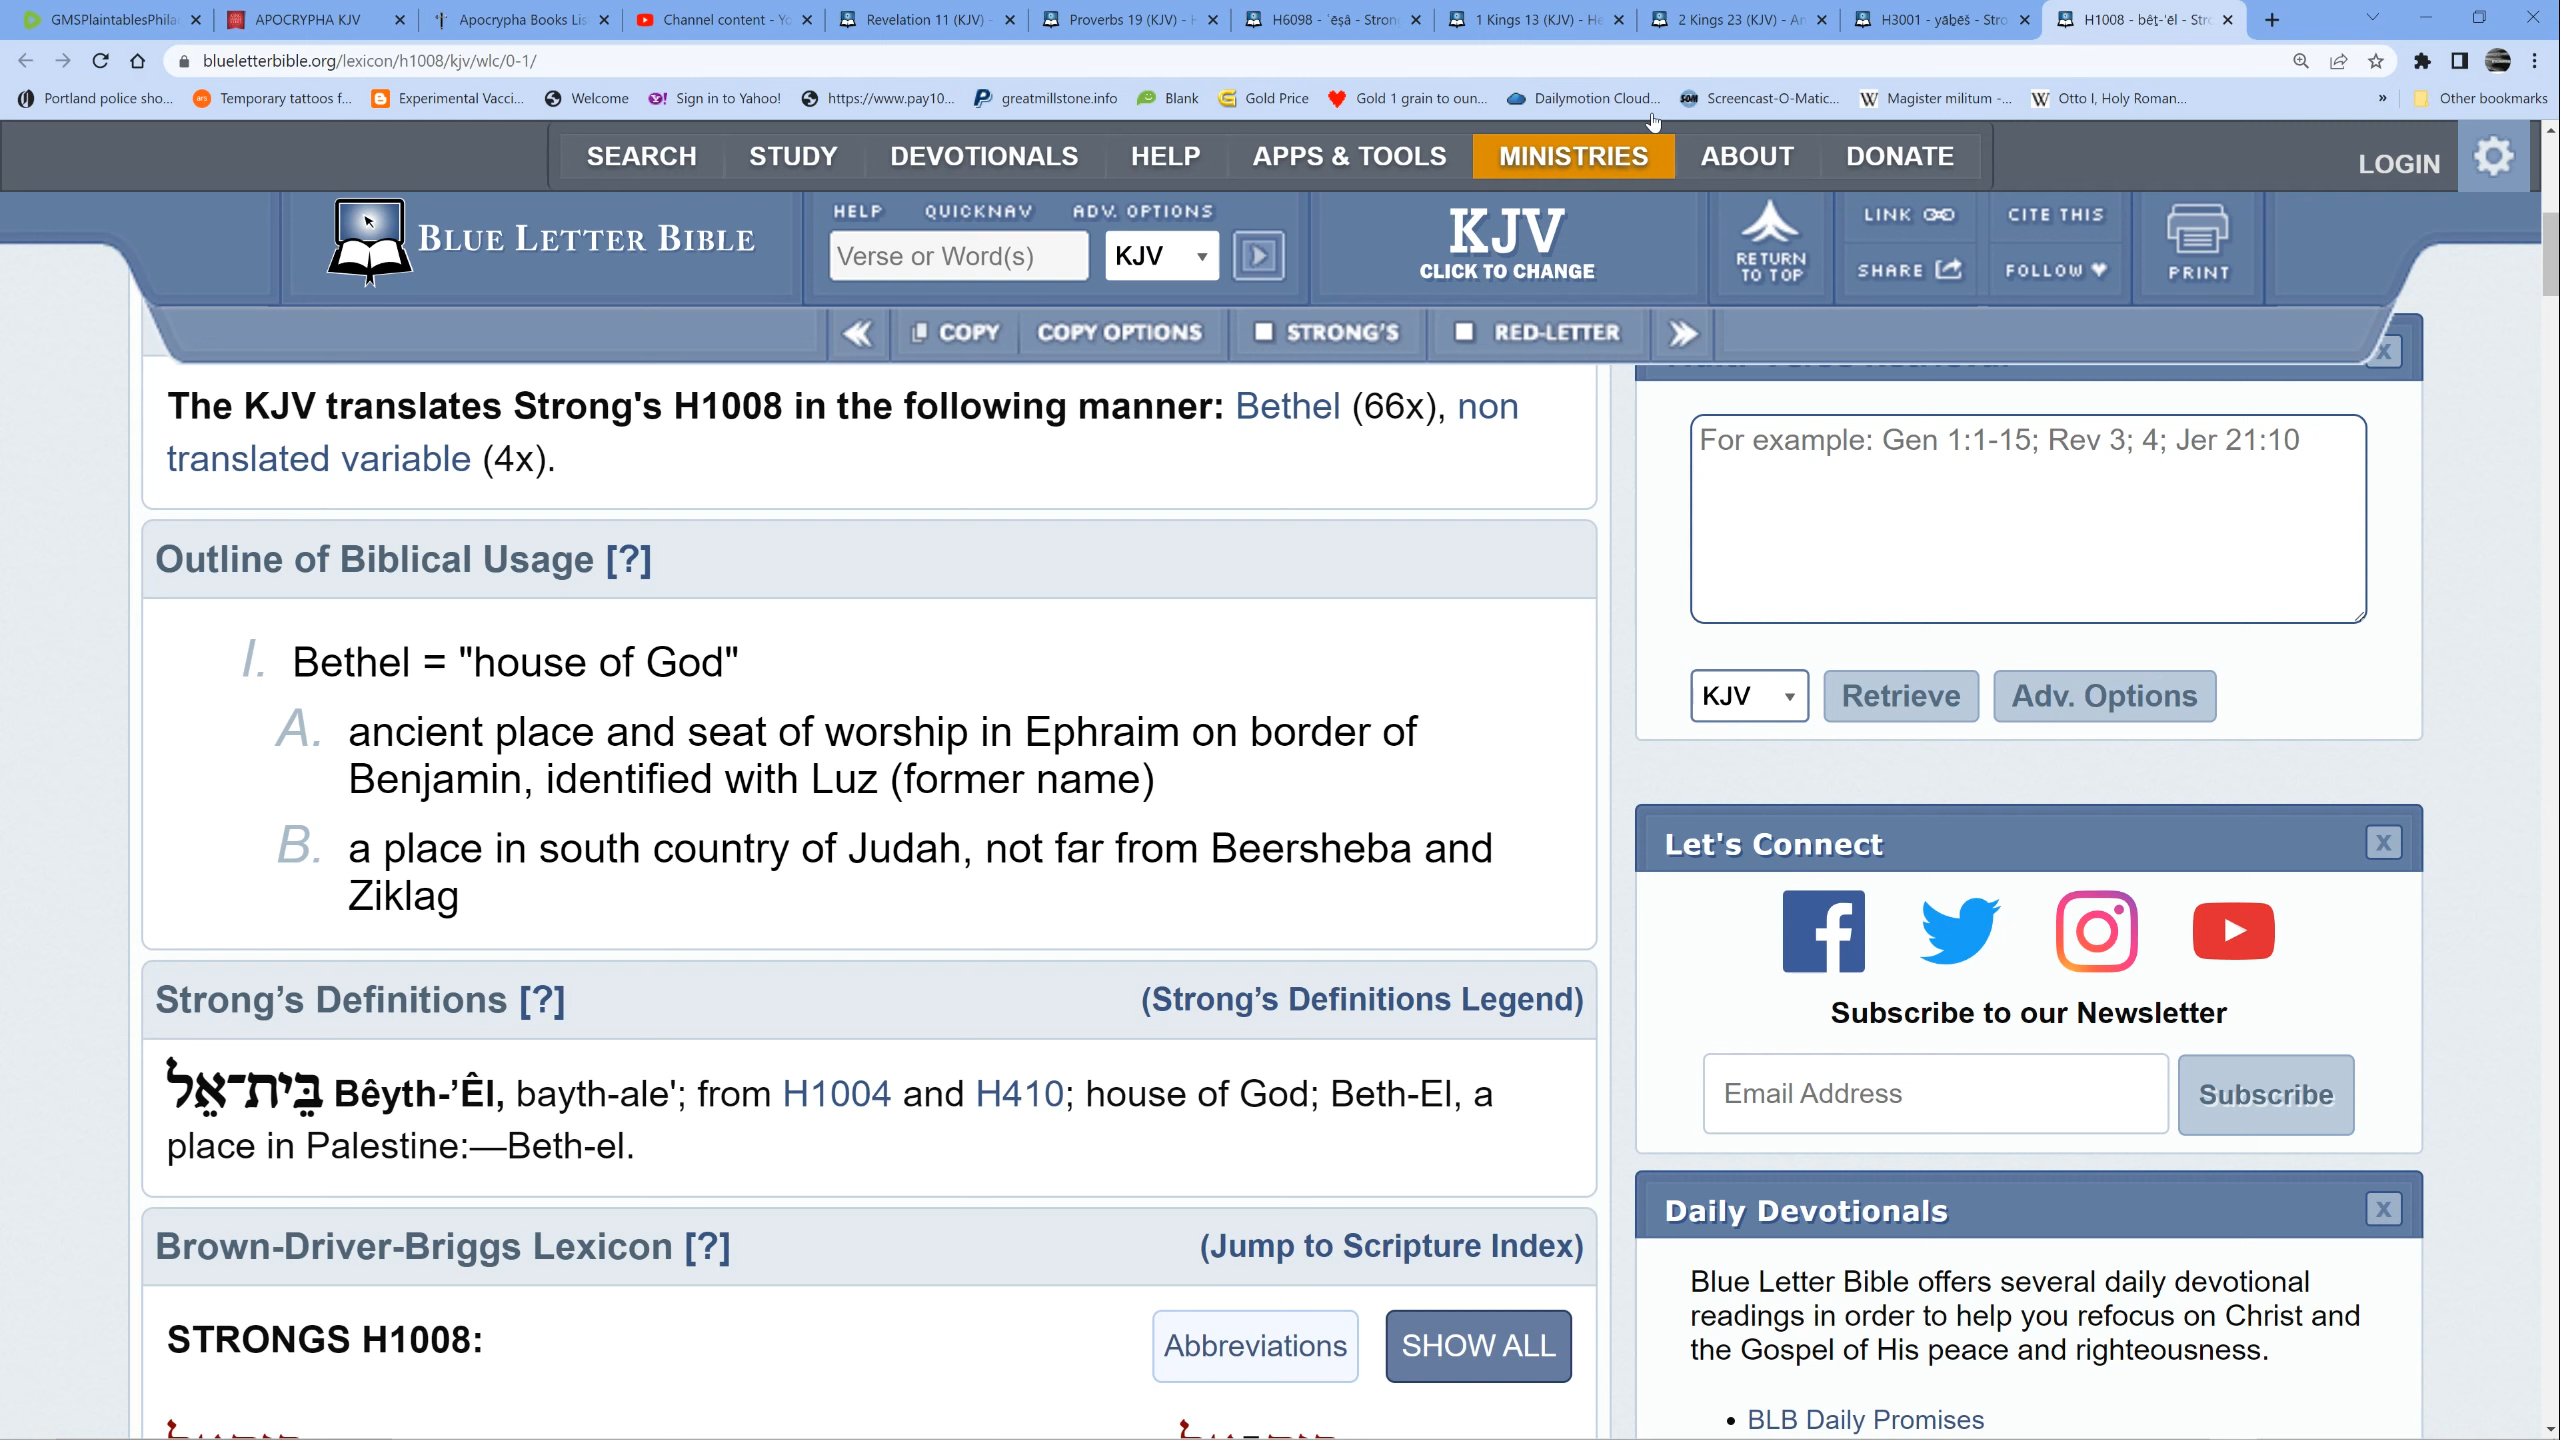 GMSPlaintablesPhila
APOCRYPHA KJV
Apocrypha Books Lis
Channel content - Yo
Revelation 11 (KJV) -
Proverbs 19 (KJV) - H
H6098 - ʿēṣâ - Strong
1 Kings 13 (KJV) - He
2 Kings 23 (KJV) - An
H3001 - yāḇēš - Stro
H1008 - bêṯ-'ēl - Stro
blueletterbible.org/lexicon/h1008/kjv/wlc/0-1/
Portland police sho...
Temporary tattoos f...
Experimental Vacci...
Welcome
Sign in to Yahoo!
https://www.pay10...
greatmillstone.info
Blank
Gold Price
Gold 1 grain to oun...
Dailymotion Cloud...
Screencast-O-Matic...
Magister militum -...
Otto I, Holy Roman...
»
Other bookmarks
SEARCH STUDY DEVOTIONALS HELP APPS & TOOLS MINISTRIES ABOUT DONATE
LOGIN
BLUE LETTER BIBLE
HELP QUICKNAV ADV. OPTIONS
Verse or Word(s)
KJV
KJV
CLICK TO CHANGE
RETURN
TO TOP
LINK
CITE THIS
SHARE
FOLLOW
PRINT
COPY COPY OPTIONS STRONG'S RED-LETTER
The KJV translates Strong's H1008 in the following manner: Bethel (66x), non
translated variable (4x).
Outline of Biblical Usage [?]
I. Bethel = "house of God"
A. ancient place and seat of worship in Ephraim on border of
Benjamin, identified with Luz (former name)
B. a place in south country of Judah, not far from Beersheba and
Ziklag
Strong's Definitions [?]
(Strong's Definitions Legend)
בֵּית־אֵל Bêyth-ʼÊl, bayth-ale'; from H1004 and H410; house of God; Beth-El, a
place in Palestine:—Beth-el.
Brown-Driver-Briggs Lexicon [?]
(Jump to Scripture Index)
STRONGS H1008:
Abbreviations
SHOW ALL
x
For example: Gen 1:1-15; Rev 3; 4; Jer 21:10
KJV
Retrieve
Adv. Options
Let's Connect
x
Subscribe to our Newsletter
Email Address
Subscribe
Daily Devotionals
x
Blue Letter Bible offers several daily devotional
readings in order to help you refocus on Christ and
the Gospel of His peace and righteousness.
• BLB Daily Promises